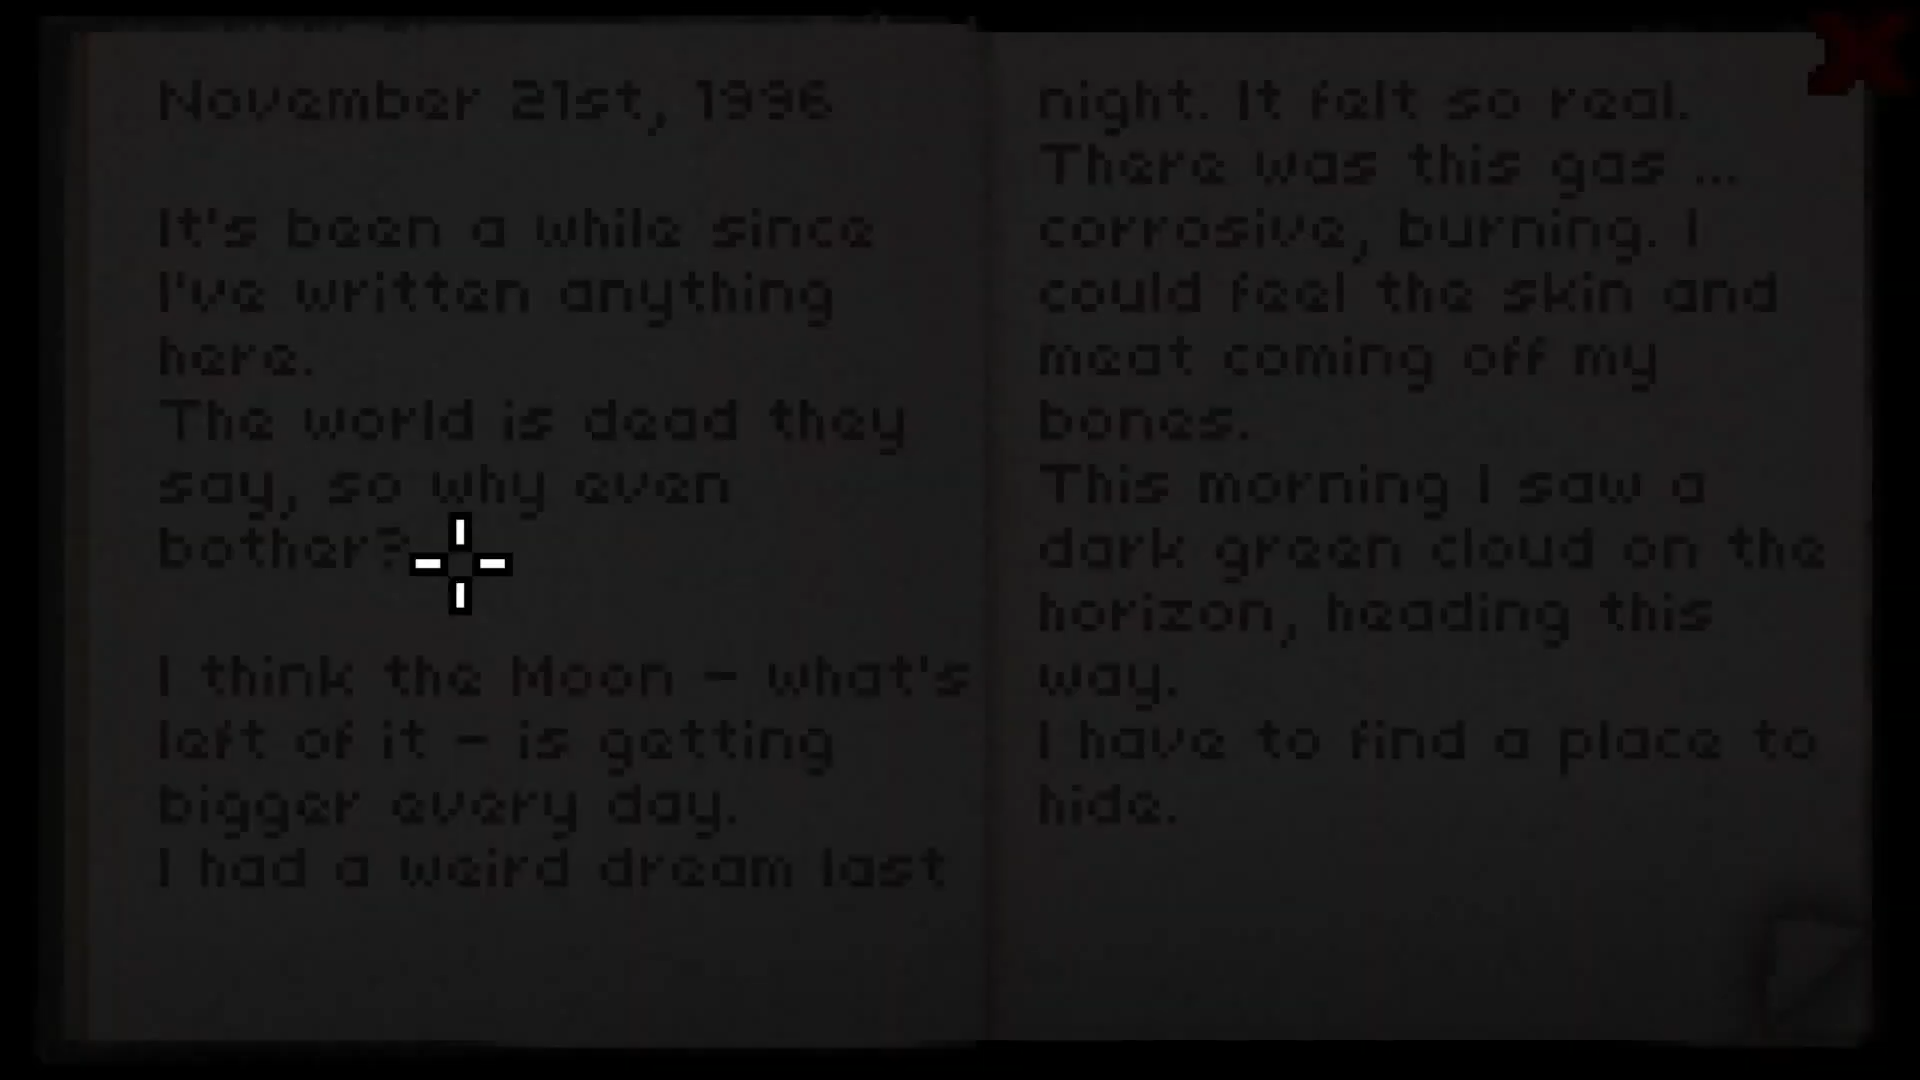 November 21st, 1996
It's been a while since
I've written anything
here.
The world is dead they
say, so why even
bother?
I think the Moon - what's
left of it - is getting
bigger every day.
I had a weird dream last
night. It felt so real.
There was this gas ...
corrosive, burning. I
could feel the skin and
meat coming off my
bones.
This morning I saw a
dark green cloud on the
horizon, heading this
way.
I have to find a place to
hide.